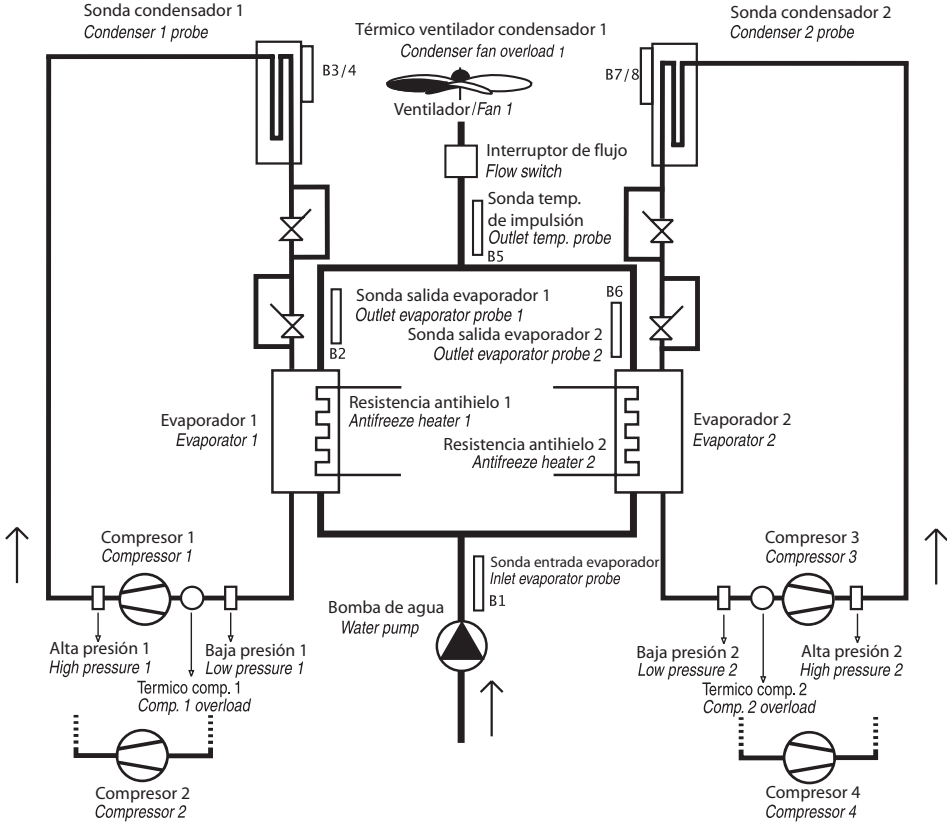 Sonda condensador 1
Condenser 1 probe
Térmico ventilador condensador 1
Condenser fan overload 1
Sonda condensador 2
Condenser 2 probe
B3/4
B7/8
Ventilador/Fan 1
Interruptor de flujo
Flow switch
Sonda temp.
de impulsión
Outlet temp. probe
B5
Sonda salida evaporador 1
Outlet evaporator probe 1
B2
B6
Sonda salida evaporador 2
Outlet evaporator probe 2
Evaporador 1
Evaporator 1
Resistencia antihielo 1
Antifreeze heater 1
Resistencia antihielo 2
Antifreeze heater 2
Evaporador 2
Evaporator 2
Compresor 1
Compressor 1
Sonda entrada evaporador
Inlet evaporator probe
B1
Compresor 3
Compressor 3
Bomba de agua
Water pump
Alta presión 1
High pressure 1
Baja presión 1
Low pressure 1
Termico comp. 1
Comp. 1 overload
Baja presión 2
Low pressure 2
Alta presión 2
High pressure 2
Termico comp. 2
Comp. 2 overload
Compresor 2
Compressor 2
Compresor 4
Compressor 4